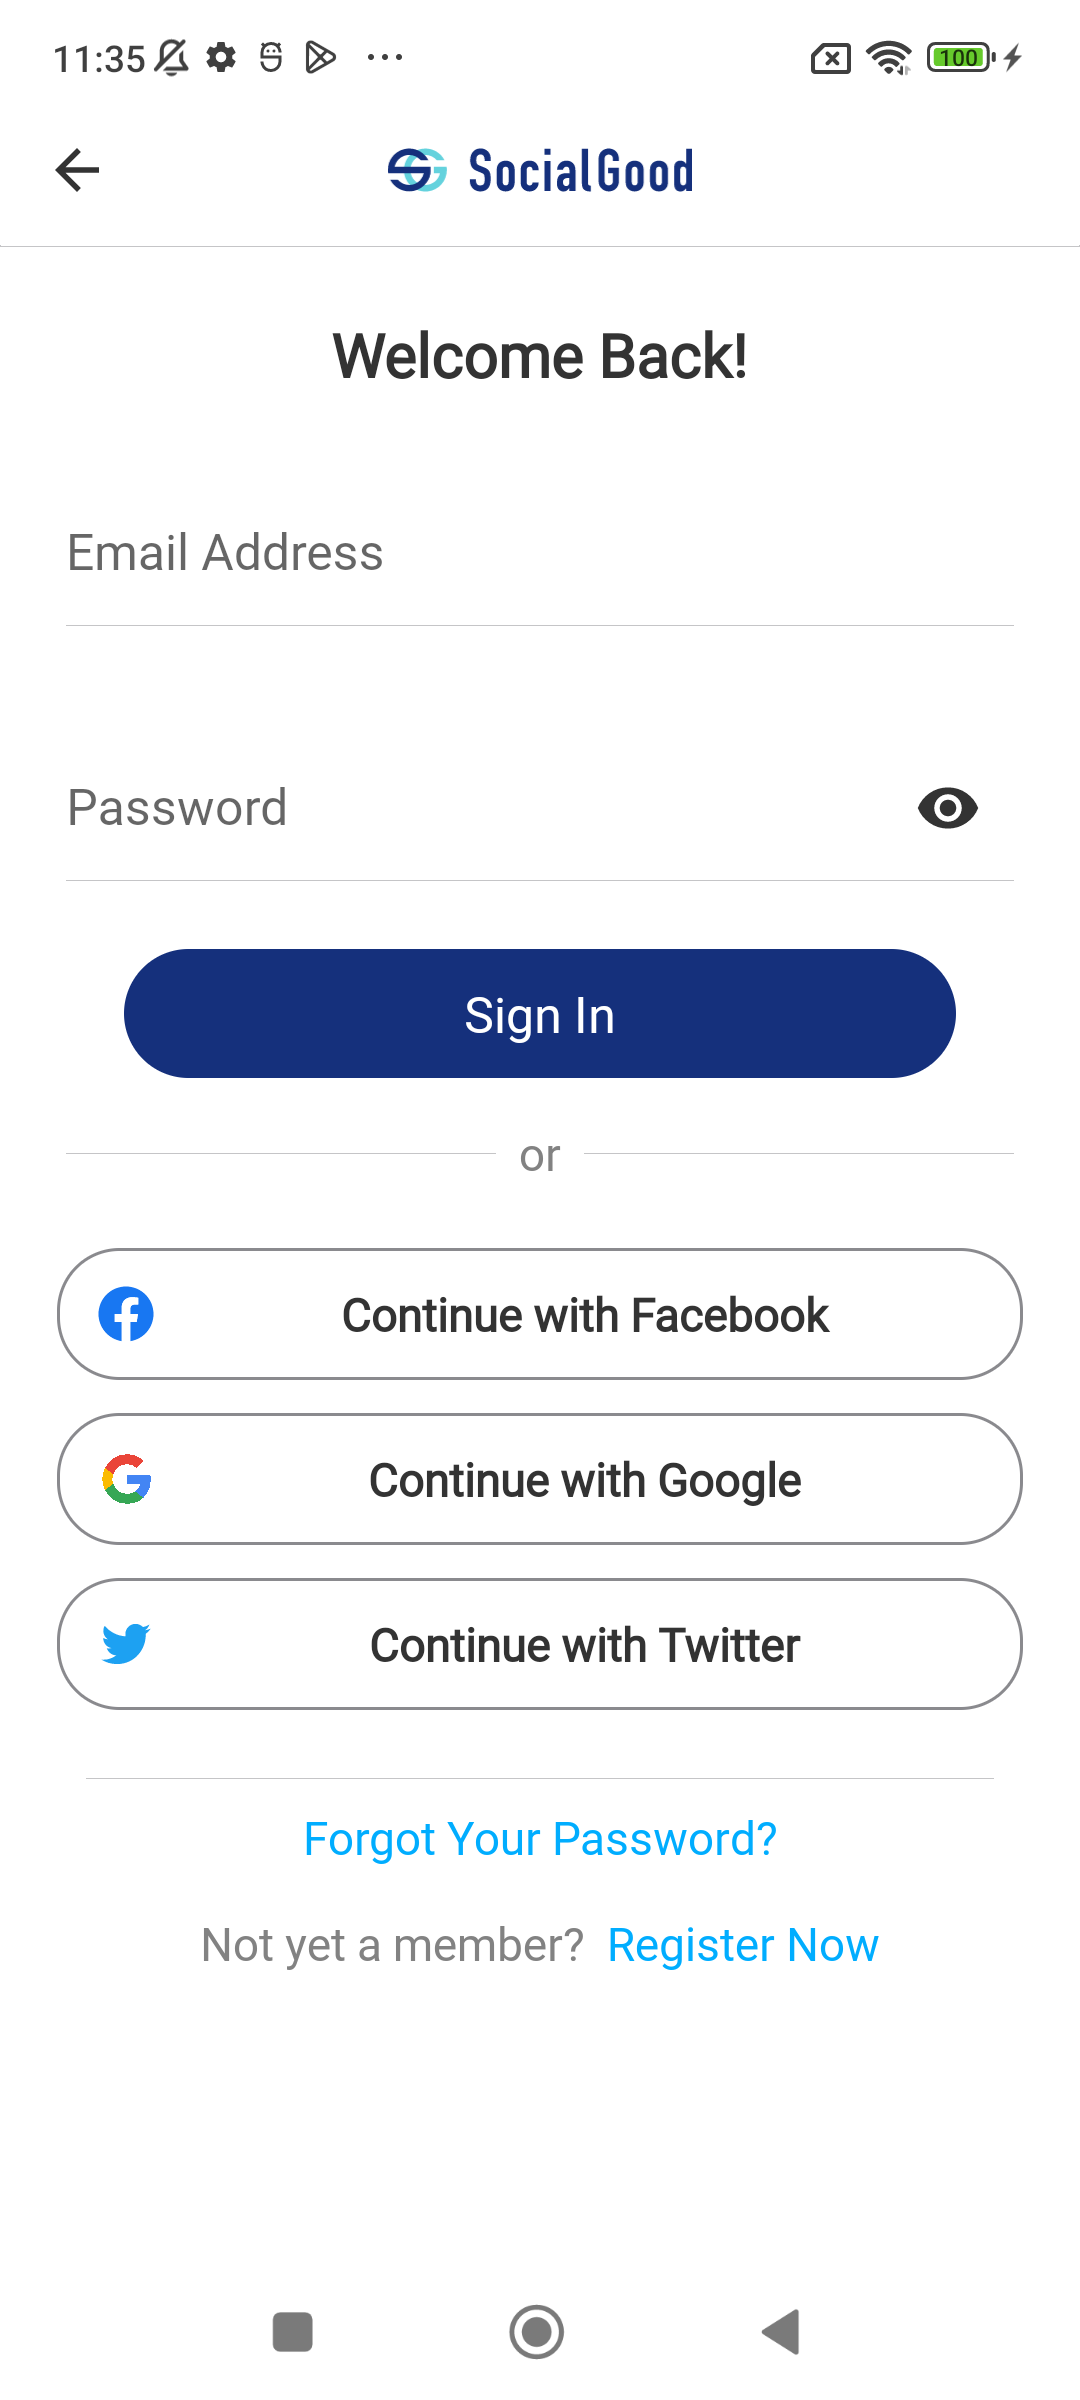 11:35
100
SocialGood
Welcome Back!
Email Address
Password
Sign In
or
Continue with Facebook
Continue with Google
Continue with Twitter
Forgot Your Password?
Not yet a member? Register Now